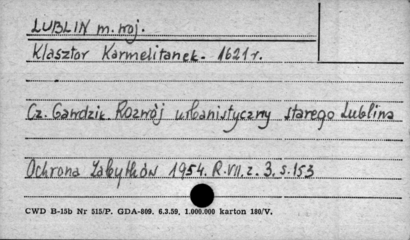 LUBLIN m. woj.
Klasztor Karmelitanek - 1621 r.
Cz. Gawdzik Rozwój urbanistyczny starego Lublina
Ochrona Zabytków 1954. R. VII. z. 3. s. 153
CWD B-15b Nr 515/P. GDA-809. 6.3.59. 1.000.000 karton 180/V.